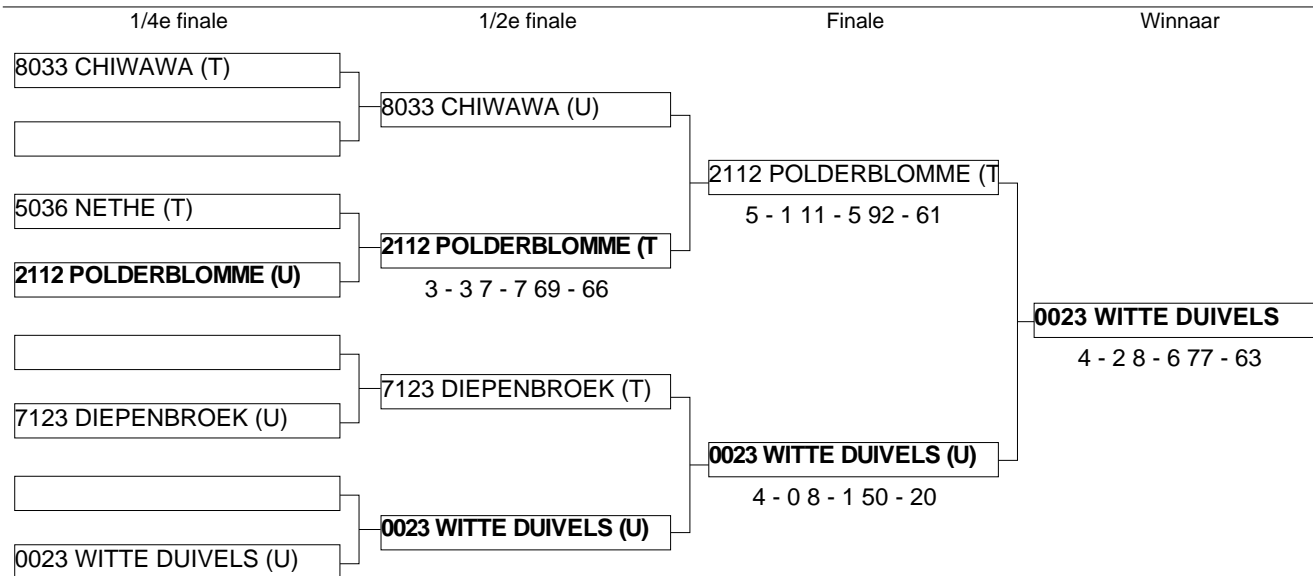 1/4e finale
1/2e finale
Finale
Winnaar
8033 CHIWAWA (T)
8033 CHIWAWA (U)
2112 POLDERBLOMME (T
5 - 1 11 - 5 92 - 61
5036 NETHE (T)
2112 POLDERBLOMME (T
3 - 3 7 - 7 69 - 66
2112 POLDERBLOMME (U)
0023 WITTE DUIVELS
4 - 2 8 - 6 77 - 63
7123 DIEPENBROEK (T)
7123 DIEPENBROEK (U)
0023 WITTE DUIVELS (U)
4 - 0 8 - 1 50 - 20
0023 WITTE DUIVELS (U)
0023 WITTE DUIVELS (U)